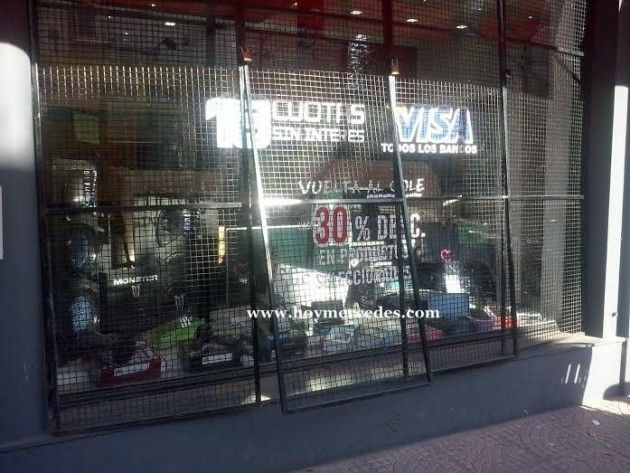 CUOTAS
SIN INTERES
VISA
TODOS LOS BANCOS
VUELTA AL COLE
30% DESC.
EN PRODUCTOS
MONSTER
www.hoymercedes.com